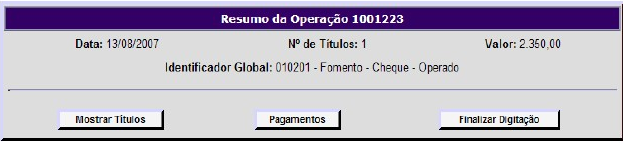 Resumo da Operação 1001223
Data: 13/08/2007 Nº de Títulos: 1 Valor: 2.350,00
Identificador Global: 010201 - Fomento - Cheque - Operado
Mostrar Títulos Pagamentos Finalizar Digitação